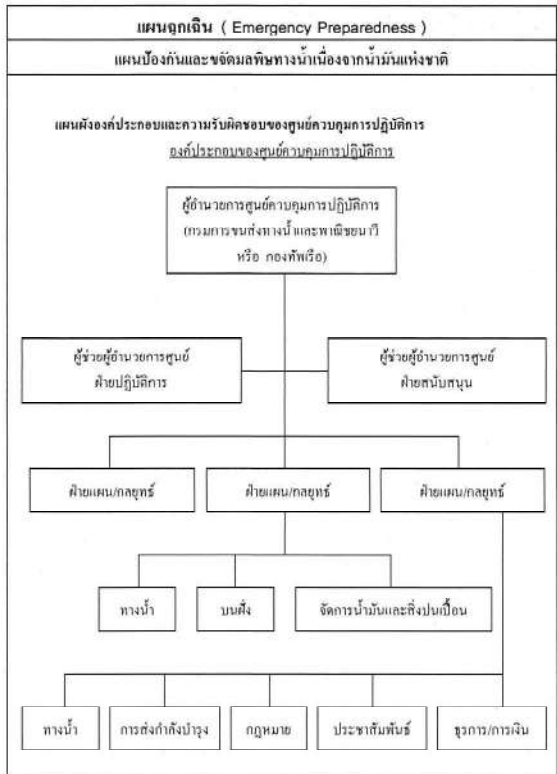 แผนฉุกเฉิน ( Emergency Preparedness )
แผนป้องกันและขจัดมลพิษทางน้ำเนื่องจากน้ำมันแห่งชาติ
แผนผังองค์ประกอบและความรับผิดชอบของศูนย์ควบคุมการปฏิบัติการ
องค์ประกอบของศูนย์ควบคุมการปฏิบัติการ
ผู้อำนวยการศูนย์ควบคุมการปฏิบัติการ
(กรมการขนส่งทางน้ำและพาณิชยนาวี
หรือ กองทัพเรือ)
ผู้ช่วยผู้อำนวยการศูนย์
ฝ่ายปฏิบัติการ
ผู้ช่วยผู้อำนวยการศูนย์
ฝ่ายสนับสนุน
ฝ่ายแผน/กลยุทธ์
ฝ่ายแผน/กลยุทธ์
ฝ่ายแผน/กลยุทธ์
ทางน้ำ
บนฝั่ง
จัดการน้ำมันและสิ่งปนเปื้อน
ทางน้ำ
การส่งกำลังบำรุง
กฎหมาย
ประชาสัมพันธ์
ธุรการ/การเงิน